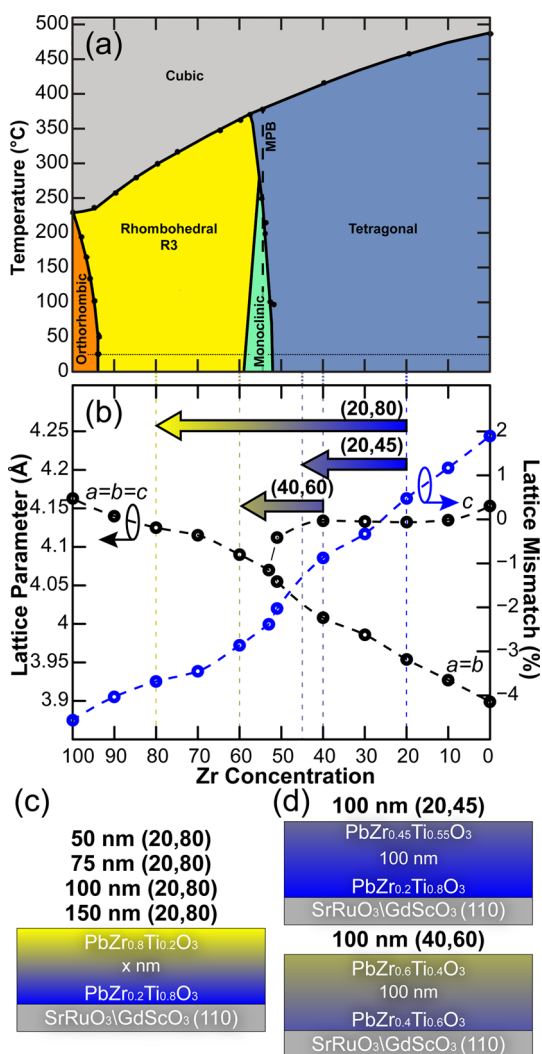 (a)
500
450
400
350
300
250
200
150
100
50
0
Temperature (°C)
Cubic
MPB
Rhombohedral
R3
Tetragonal
Orthorhombic
Monoclinic
(b)
(20,80)
(20,45)
(40,60)
4.25
4.2
4.15
4.1
4.05
4
3.95
3.9
Lattice Parameter (Å)
a=b=c
c
a=b
2
1
0
−1
−2
−3
−4
Lattice Mismatch (%)
100 90 80 70 60 50 40 30 20 10 0
Zr Concentration
(c)
50 nm (20,80)
75 nm (20,80)
100 nm (20,80)
150 nm (20,80)
PbZr₀.₈Ti₀.₂O₃
x nm
PbZr₀.₂Ti₀.₈O₃
SrRuO₃\GdScO₃ (110)
(d)
100 nm (20,45)
PbZr₀.₄₅Ti₀.₅₅O₃
100 nm
PbZr₀.₂Ti₀.₈O₃
SrRuO₃\GdScO₃ (110)
100 nm (40,60)
PbZr₀.₆Ti₀.₄O₃
100 nm
PbZr₀.₄Ti₀.₆O₃
SrRuO₃\GdScO₃ (110)